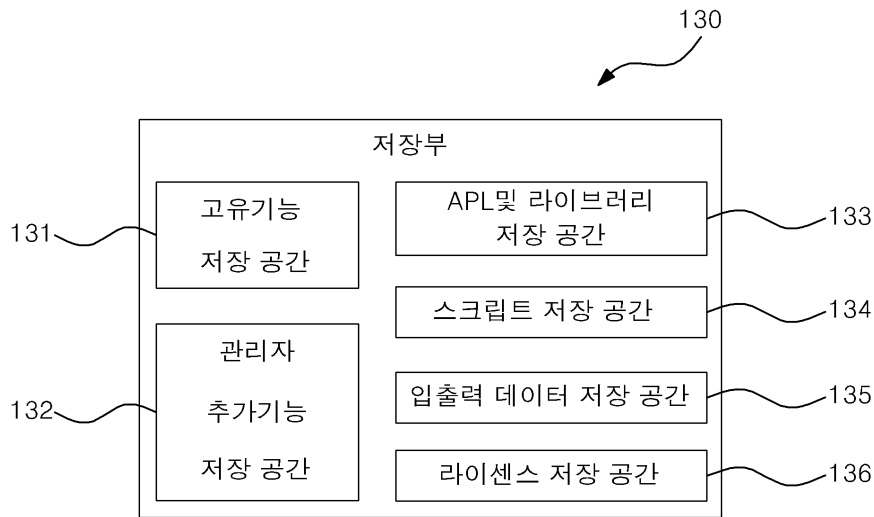 130
저장부
131
고유기능
저장 공간
132
관리자
추가기능
저장 공간
APL및 라이브러리
저장 공간
133
스크립트 저장 공간
134
입출력 데이터 저장 공간
135
라이센스 저장 공간
136